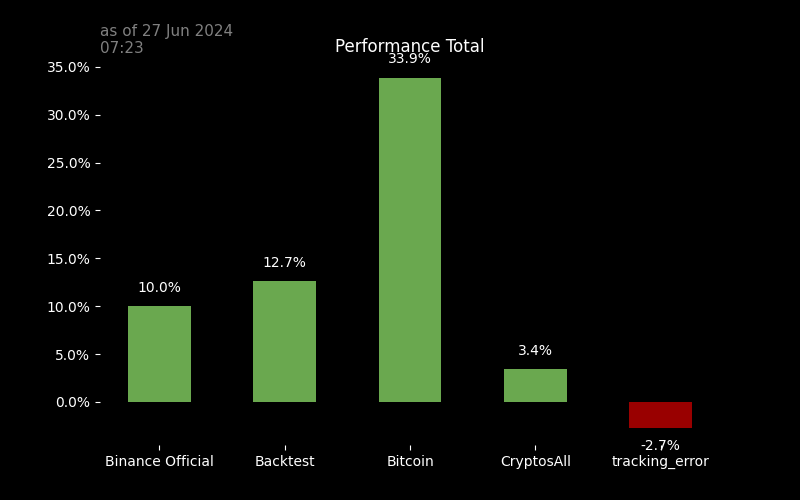 as of 27 Jun 2024
07:23
Performance Total
35.0%
30.0%
25.0%
20.0%
15.0%
10.0%
5.0%
0.0%
10.0%
12.7%
33.9%
3.4%
-2.7%
Binance Official
Backtest
Bitcoin
CryptosAll
tracking_error